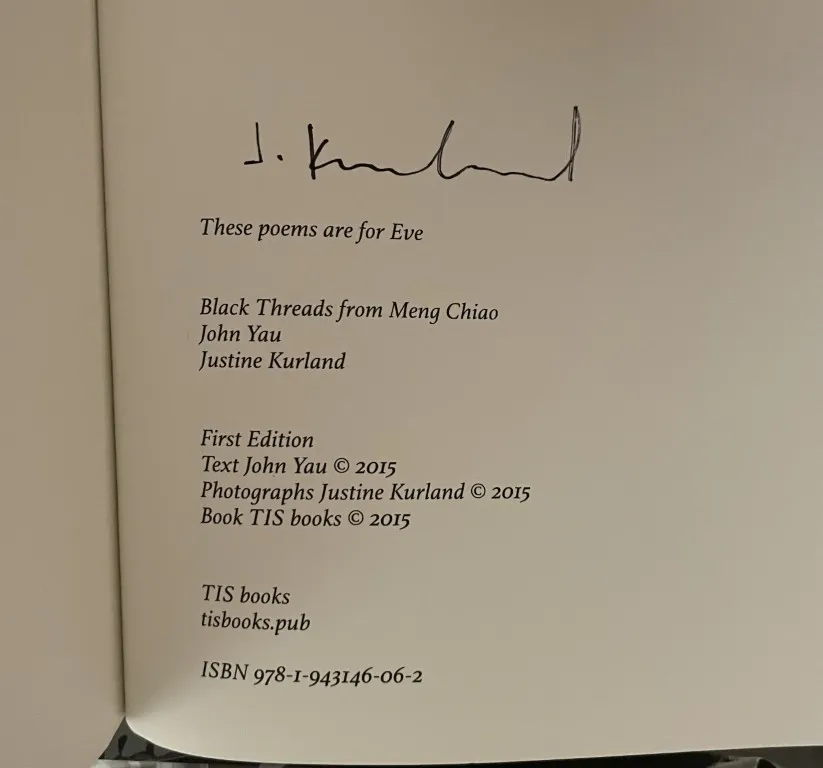 J. Kurland
These poems are for Eve
Black Threads from Meng Chiao
John Yau
Justine Kurland
First Edition
Text John Yau © 2015
Photographs Justine Kurland © 2015
Book TIS books © 2015
TIS books
tisbooks.pub
ISBN 978-1-943146-06-2